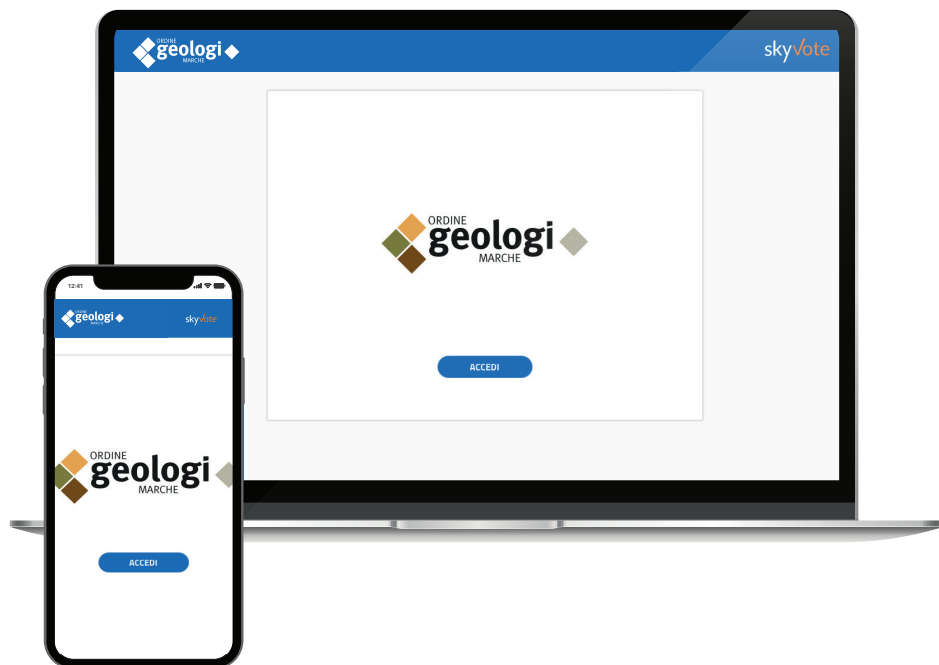 ORDINE
geologi
MARCHE
skyvote
ORDINE
geologi
MARCHE
ACCEDI
12:41
ORDINE
geologi
MARCHE
skyvote
ORDINE
geologi
MARCHE
ACCEDI